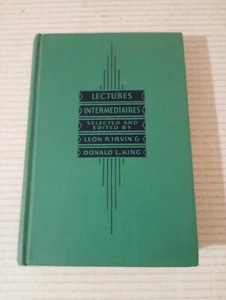 LECTURES
INTERMEDIAIRES
SELECTED AND
EDITED BY
LEON P. IRVIN &
DONALD L. KING